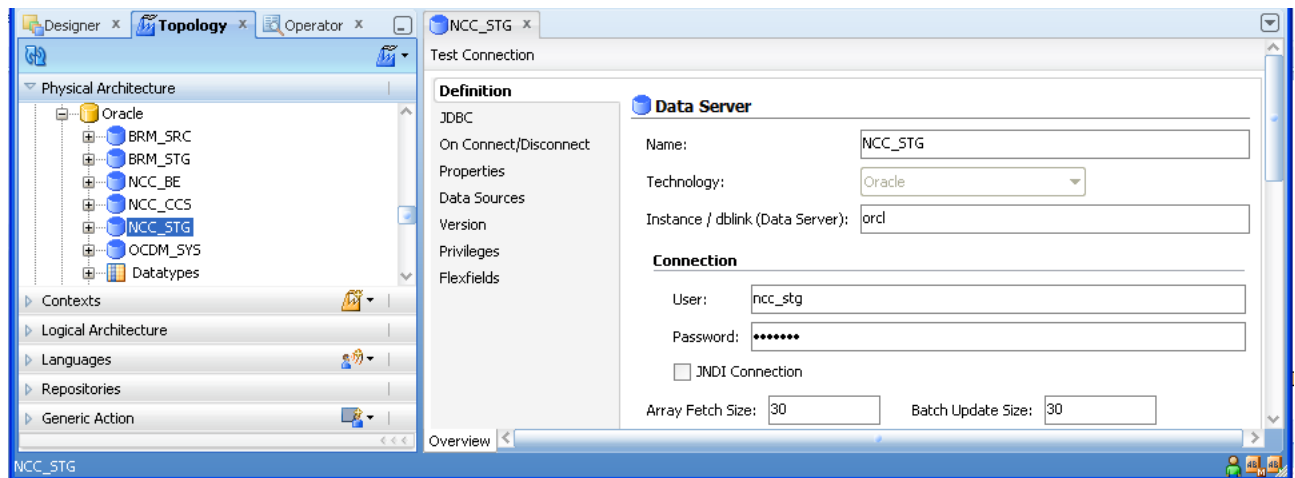 Designer x Topology x Operator x
Physical Architecture
Oracle
BRM_SRC
BRM_STG
NCC_BE
NCC_CCS
NCC_STG
OCDM_SYS
Datatypes
Contexts
Logical Architecture
Languages
Repositories
Generic Action
NCC_STG x
Test Connection
Definition
JDBC
On Connect/Disconnect
Properties
Data Sources
Version
Privileges
Flexfields
Data Server
Name: NCC_STG
Technology: Oracle
Instance / dblink (Data Server): orcl
Connection
User: ncc_stg
Password: •••••••
JNDI Connection
Array Fetch Size: 30 Batch Update Size: 30
Overview
NCC_STG